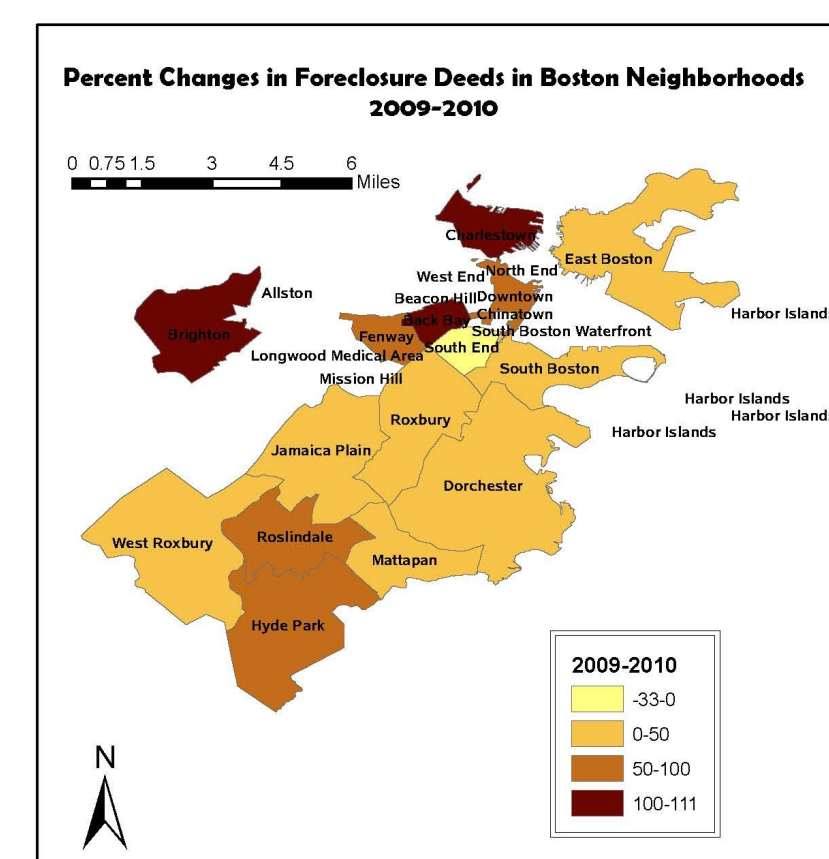 Percent Changes in Foreclosure Deeds in Boston Neighborhoods
2009-2010
0 0.75 1.5 3 4.5 6
Miles
Charlestown
East Boston
West End
North End
Allston
Beacon Hill
Downtown
Harbor Islands
Chinatown
Back Bay
South Boston Waterfront
Brighton
Fenway
South End
Longwood Medical Area
South Boston
Mission Hill
Harbor Islands
Harbor Islands
Roxbury
Harbor Islands
Jamaica Plain
Dorchester
West Roxbury
Roslindale
Mattapan
Hyde Park
2009-2010
-33-0
0-50
50-100
100-111
N